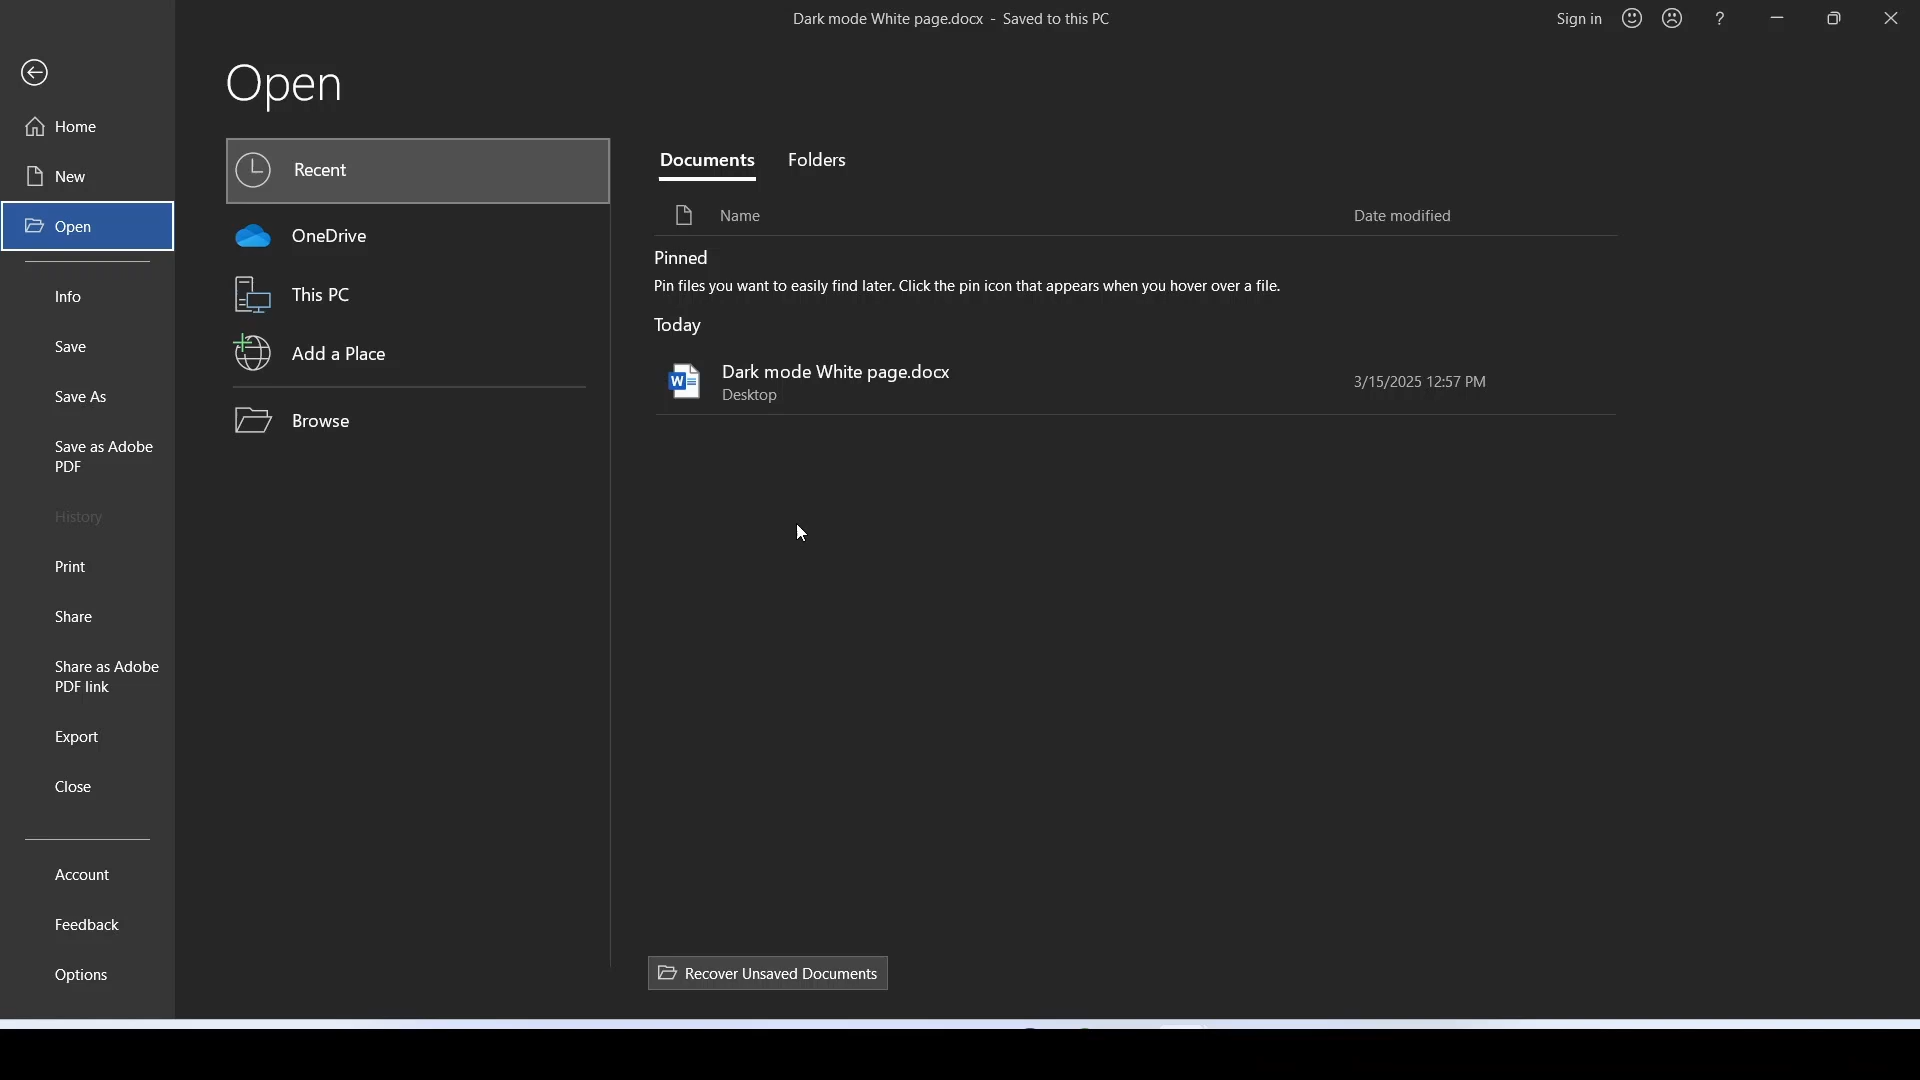 Dark mode White page.docx - Saved to this PC
Sign in
?
Open
Home
New
Open
Info
Save
Save As
Save as Adobe
PDF
History
Print
Share
Share as Adobe
PDF link
Export
Close
Account
Feedback
Options
Recent
OneDrive
This PC
Add a Place
Browse
Documents Folders
Name Date modified
Pinned
Pin files you want to easily find later. Click the pin icon that appears when you hover over a file.
Today
W
Dark mode White page.docx
Desktop
3/15/2025 12:57 PM
Recover Unsaved Documents